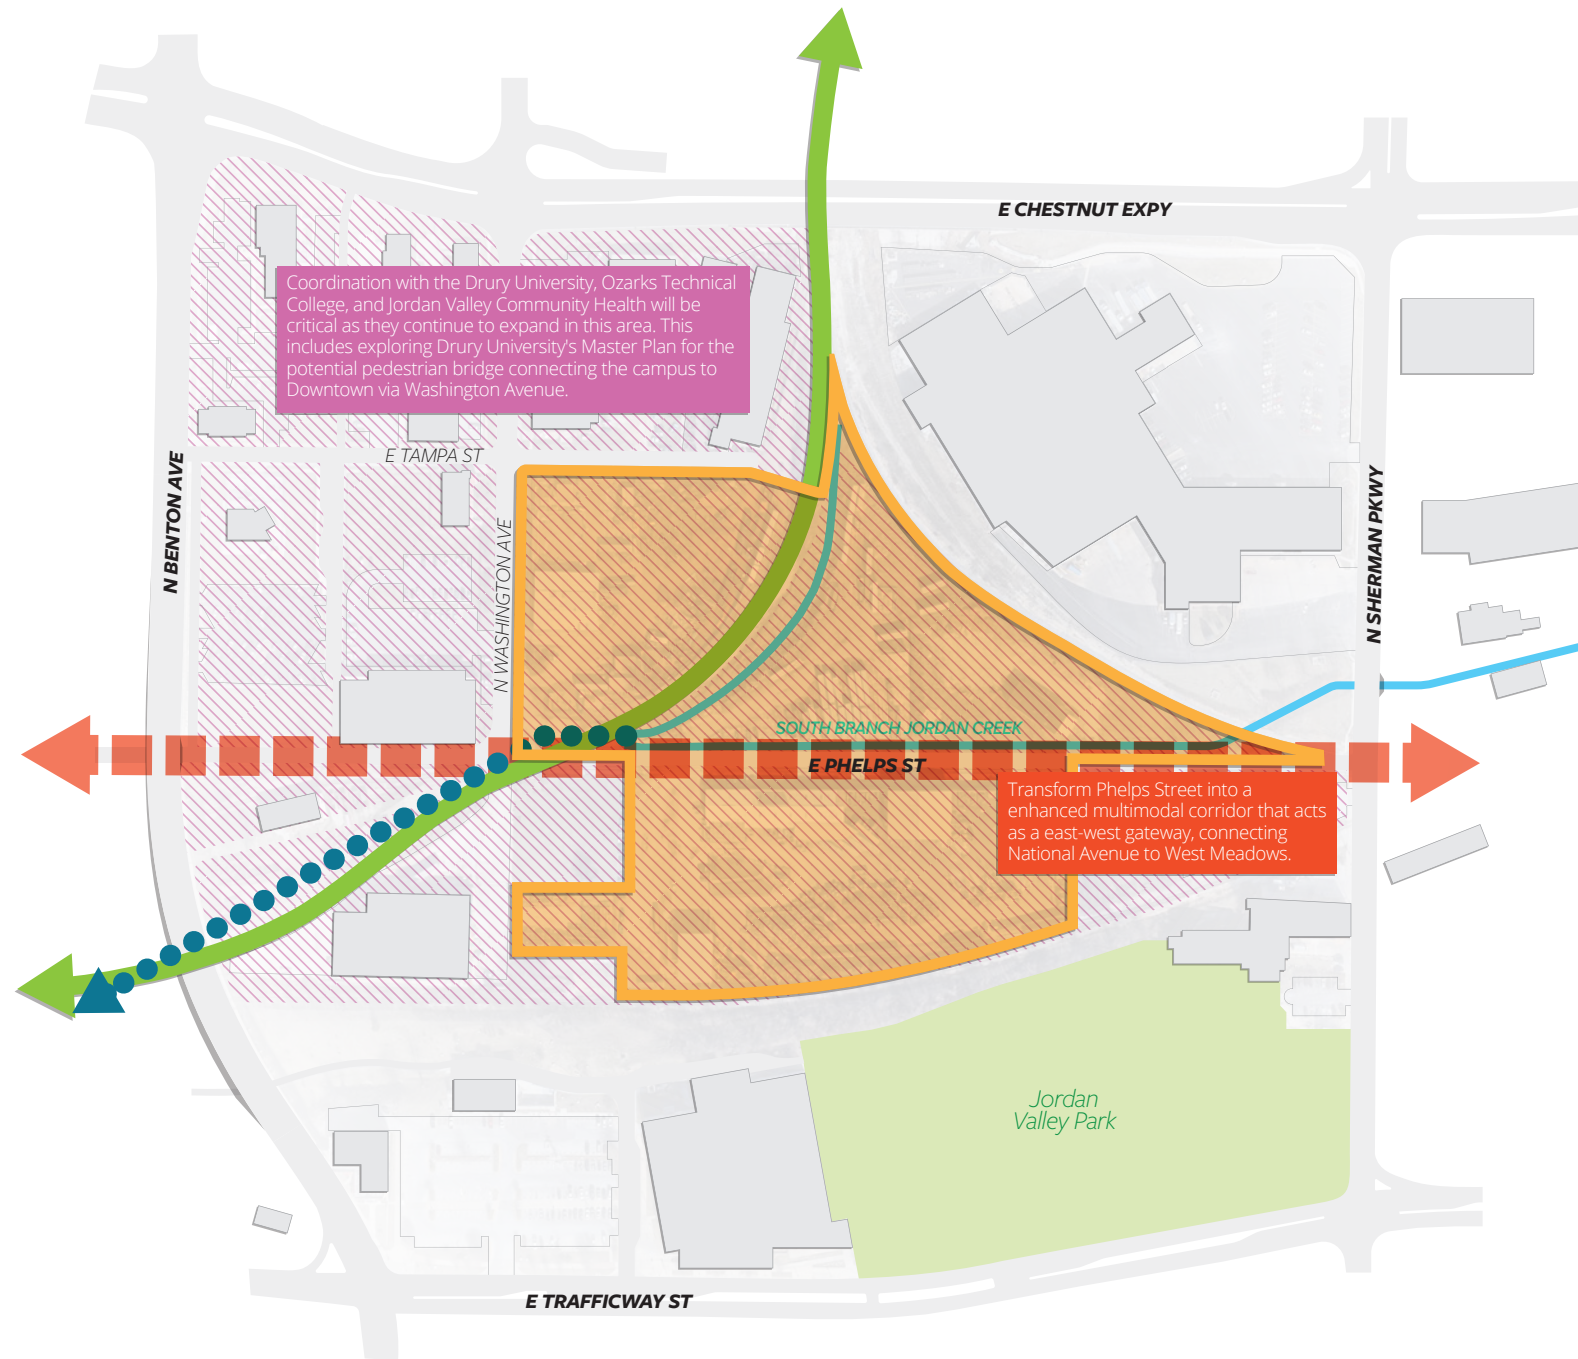 E CHESTNUT EXPY
Coordination with the Drury University, Ozarks Technical
College, and Jordan Valley Community Health will be
critical as they continue to expand in this area. This
includes exploring Drury University's Master Plan for the
potential pedestrian bridge connecting the campus to
Downtown via Washington Avenue.
E TAMPA ST
N BENTON AVE
N WASHINGTON AVE
N SHERMAN PKWY
SOUTH BRANCH JORDAN CREEK
E PHELPS ST
Transform Phelps Street into a
enhanced multimodal corridor that acts
as a east-west gateway, connecting
National Avenue to West Meadows.
Jordan
Valley Park
E TRAFFICWAY ST